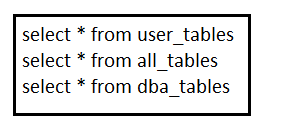 select * from user_tables
select * from all_tables
select * from dba_tables